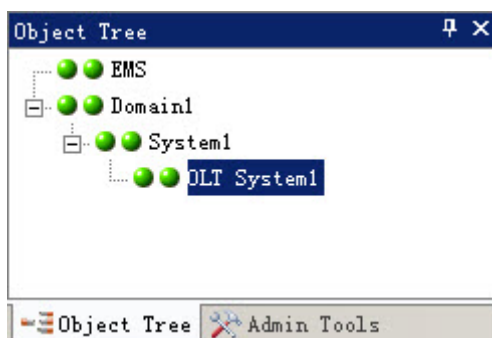 Object Tree
EMS
Domain1
System1
OLT System1
Object Tree Admin Tools